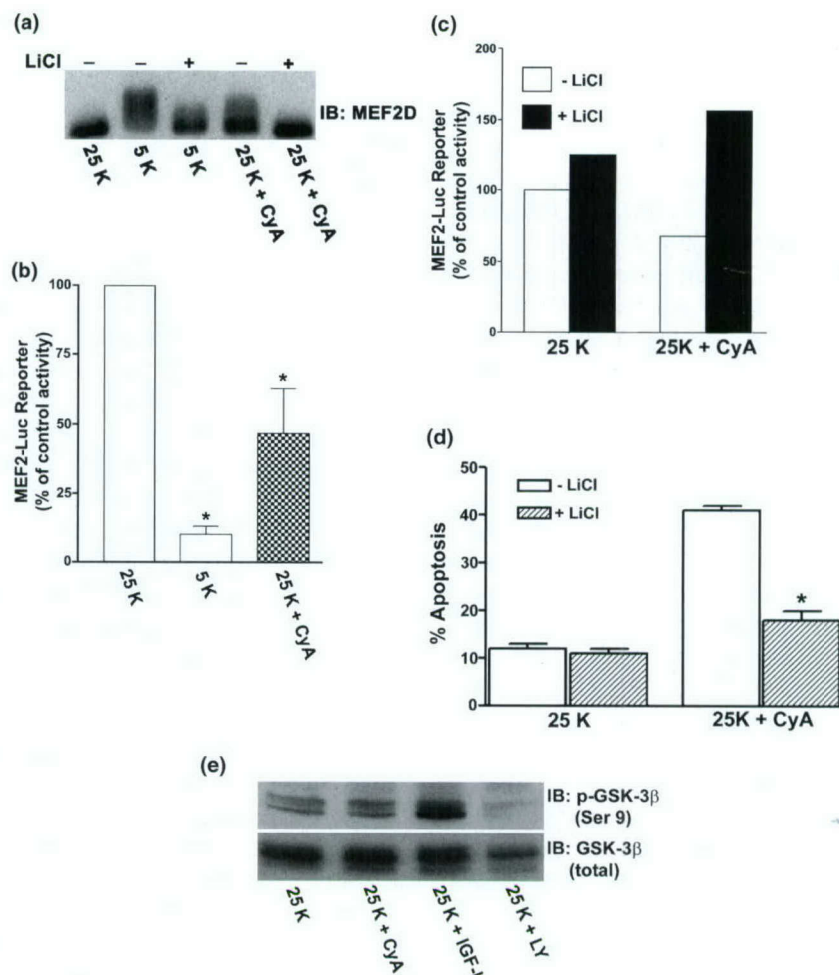 (a)
LiCl – – + – +
IB: MEF2D
25 K
5 K
5 K
25 K + CyA
25 K + CyA
(b)
MEF2-Luc Reporter
(% of control activity)
100
75
50
25
0
*
*
25 K
5 K
25 K + CyA
(c)
MEF2-Luc Reporter
(% of control activity)
200
150
100
50
0
- LiCl
+ LiCl
25 K
25K + CyA
(d)
% Apoptosis
50
40
30
20
10
0
- LiCl
+ LiCl
*
25 K
25K + CyA
(e)
IB: p-GSK-3β
(Ser 9)
IB: GSK-3β
(total)
25 K
25 K + CyA
25 K + IGF-I
25 K + LY